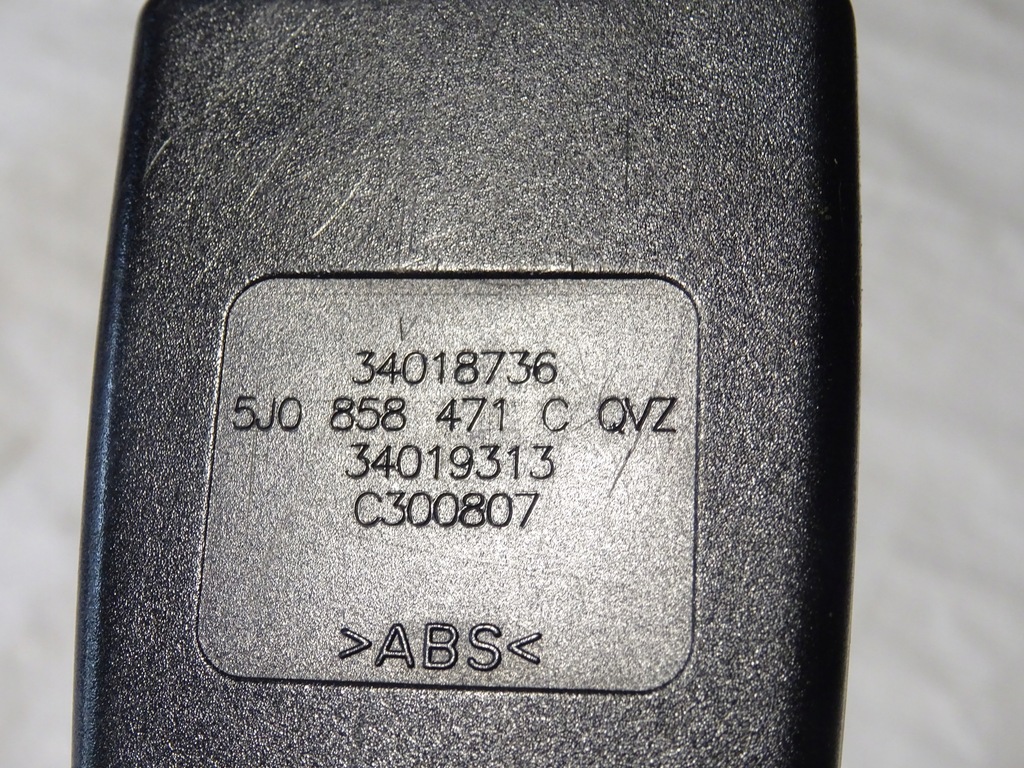 34018736
5J0 858 471 C QVZ
34019313
C300807
>ABS<